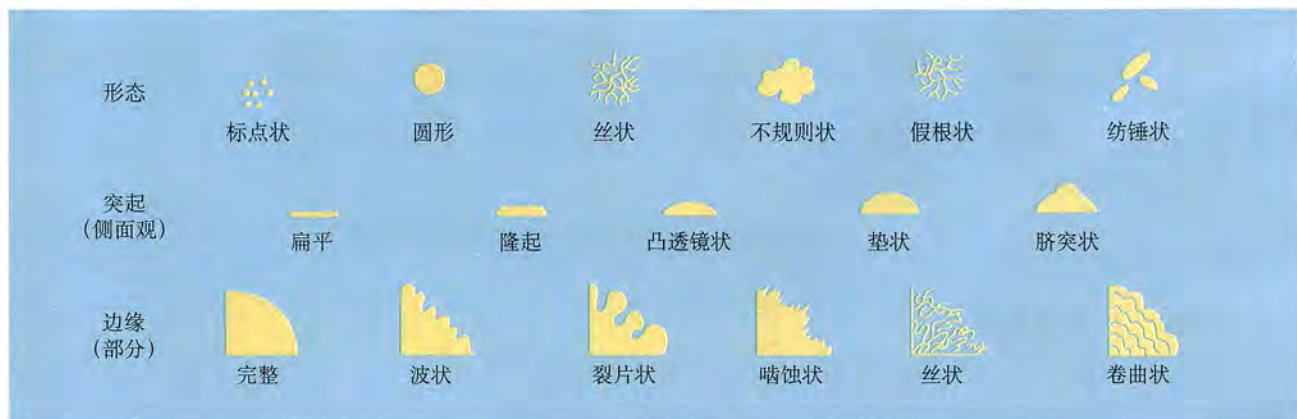 形态
标点状 圆形 丝状 不规则状 假根状 纺锤状
突起
（侧面观）
扁平 隆起 凸透镜状 垫状 脐突状
边缘
（部分）
完整 波状 裂片状 啮蚀状 丝状 卷曲状